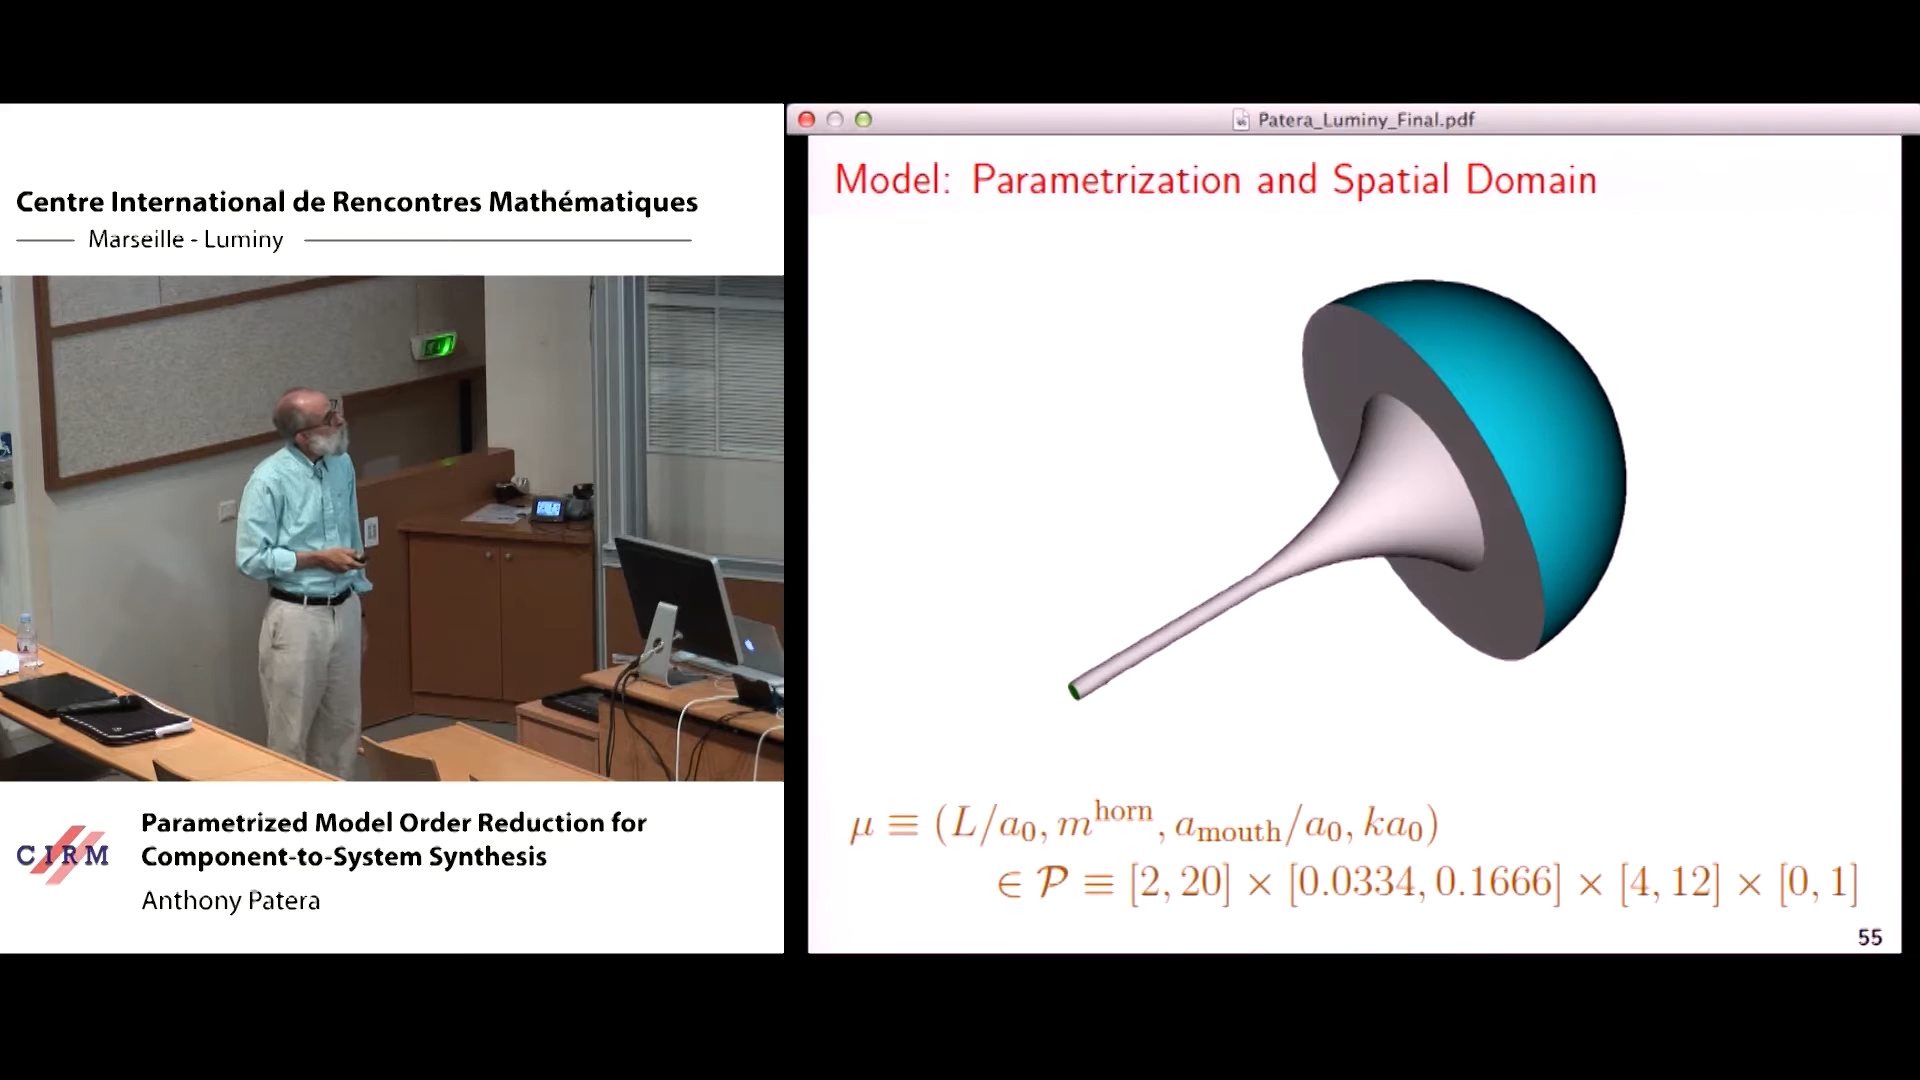 Centre International de Rencontres Mathématiques
Marseille - Luminy
CIRM
Parametrized Model Order Reduction for
Component-to-System Synthesis
Anthony Patera
Patera_Luminy_Final.pdf
Model: Parametrization and Spatial Domain
μ ≡ (L/a₀, m^horn, a_mouth/a₀, ka₀)
∈ 𝒫 ≡ [2, 20] × [0.0334, 0.1666] × [4, 12] × [0, 1]
55